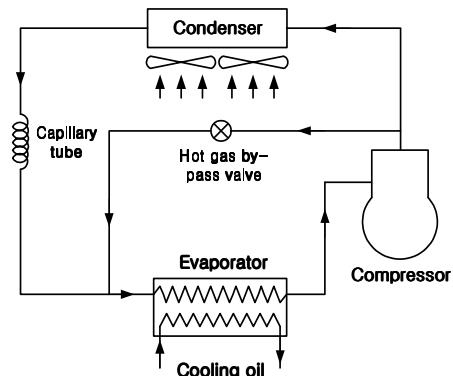 Condenser
Capillary
tube
Hot gas by-
pass valve
Evaporator
Compressor
Cooling oil